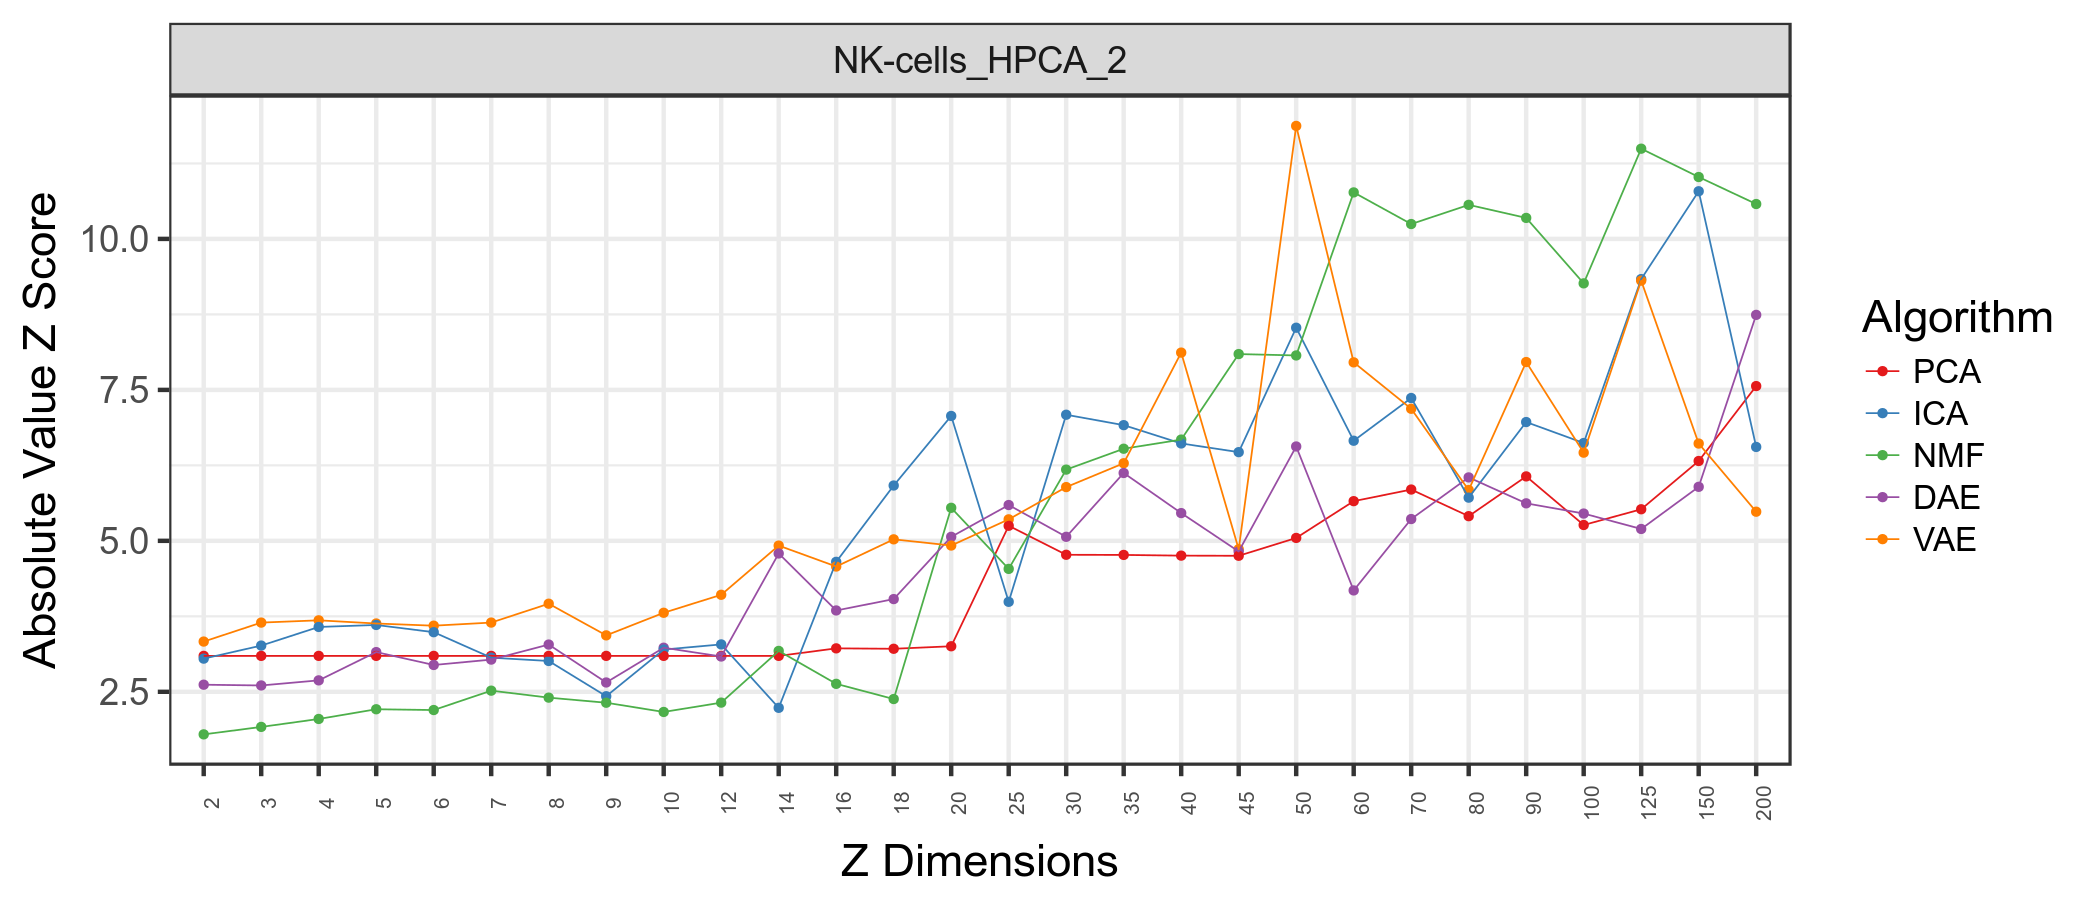 NK-cells_HPCA_2
Absolute Value Z Score
10.0
7.5
5.0
2.5
2 3 4 5 6 7 8 9 10 12 14 16 18 20 25 30 35 40 45 50 60 70 80 90 100 125 150 200
Z Dimensions
Algorithm
PCA
ICA
NMF
DAE
VAE